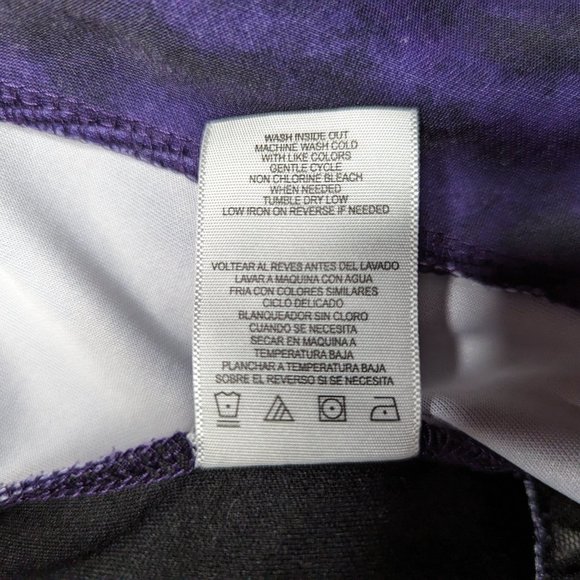 WASH INSIDE OUT
MACHINE WASH COLD
WITH LIKE COLORS
GENTLE CYCLE
NON CHLORINE BLEACH
WHEN NEEDED
TUMBLE DRY LOW
LOW IRON ON REVERSE IF NEEDED
VOLTEAR AL REVES ANTES DEL LAVADO
LAVAR A MAQUINA CON AGUA
FRIA CON COLORES SIMILARES
CICLO DELICADO
BLANQUEADOR SIN CLORO
CUANDO SE NECESITA
SECAR EN MAQUINA A
TEMPERATURA BAJA
PLANCHAR A TEMPERATURA BAJA
SOBRE EL REVERSO SI SE NECESITA